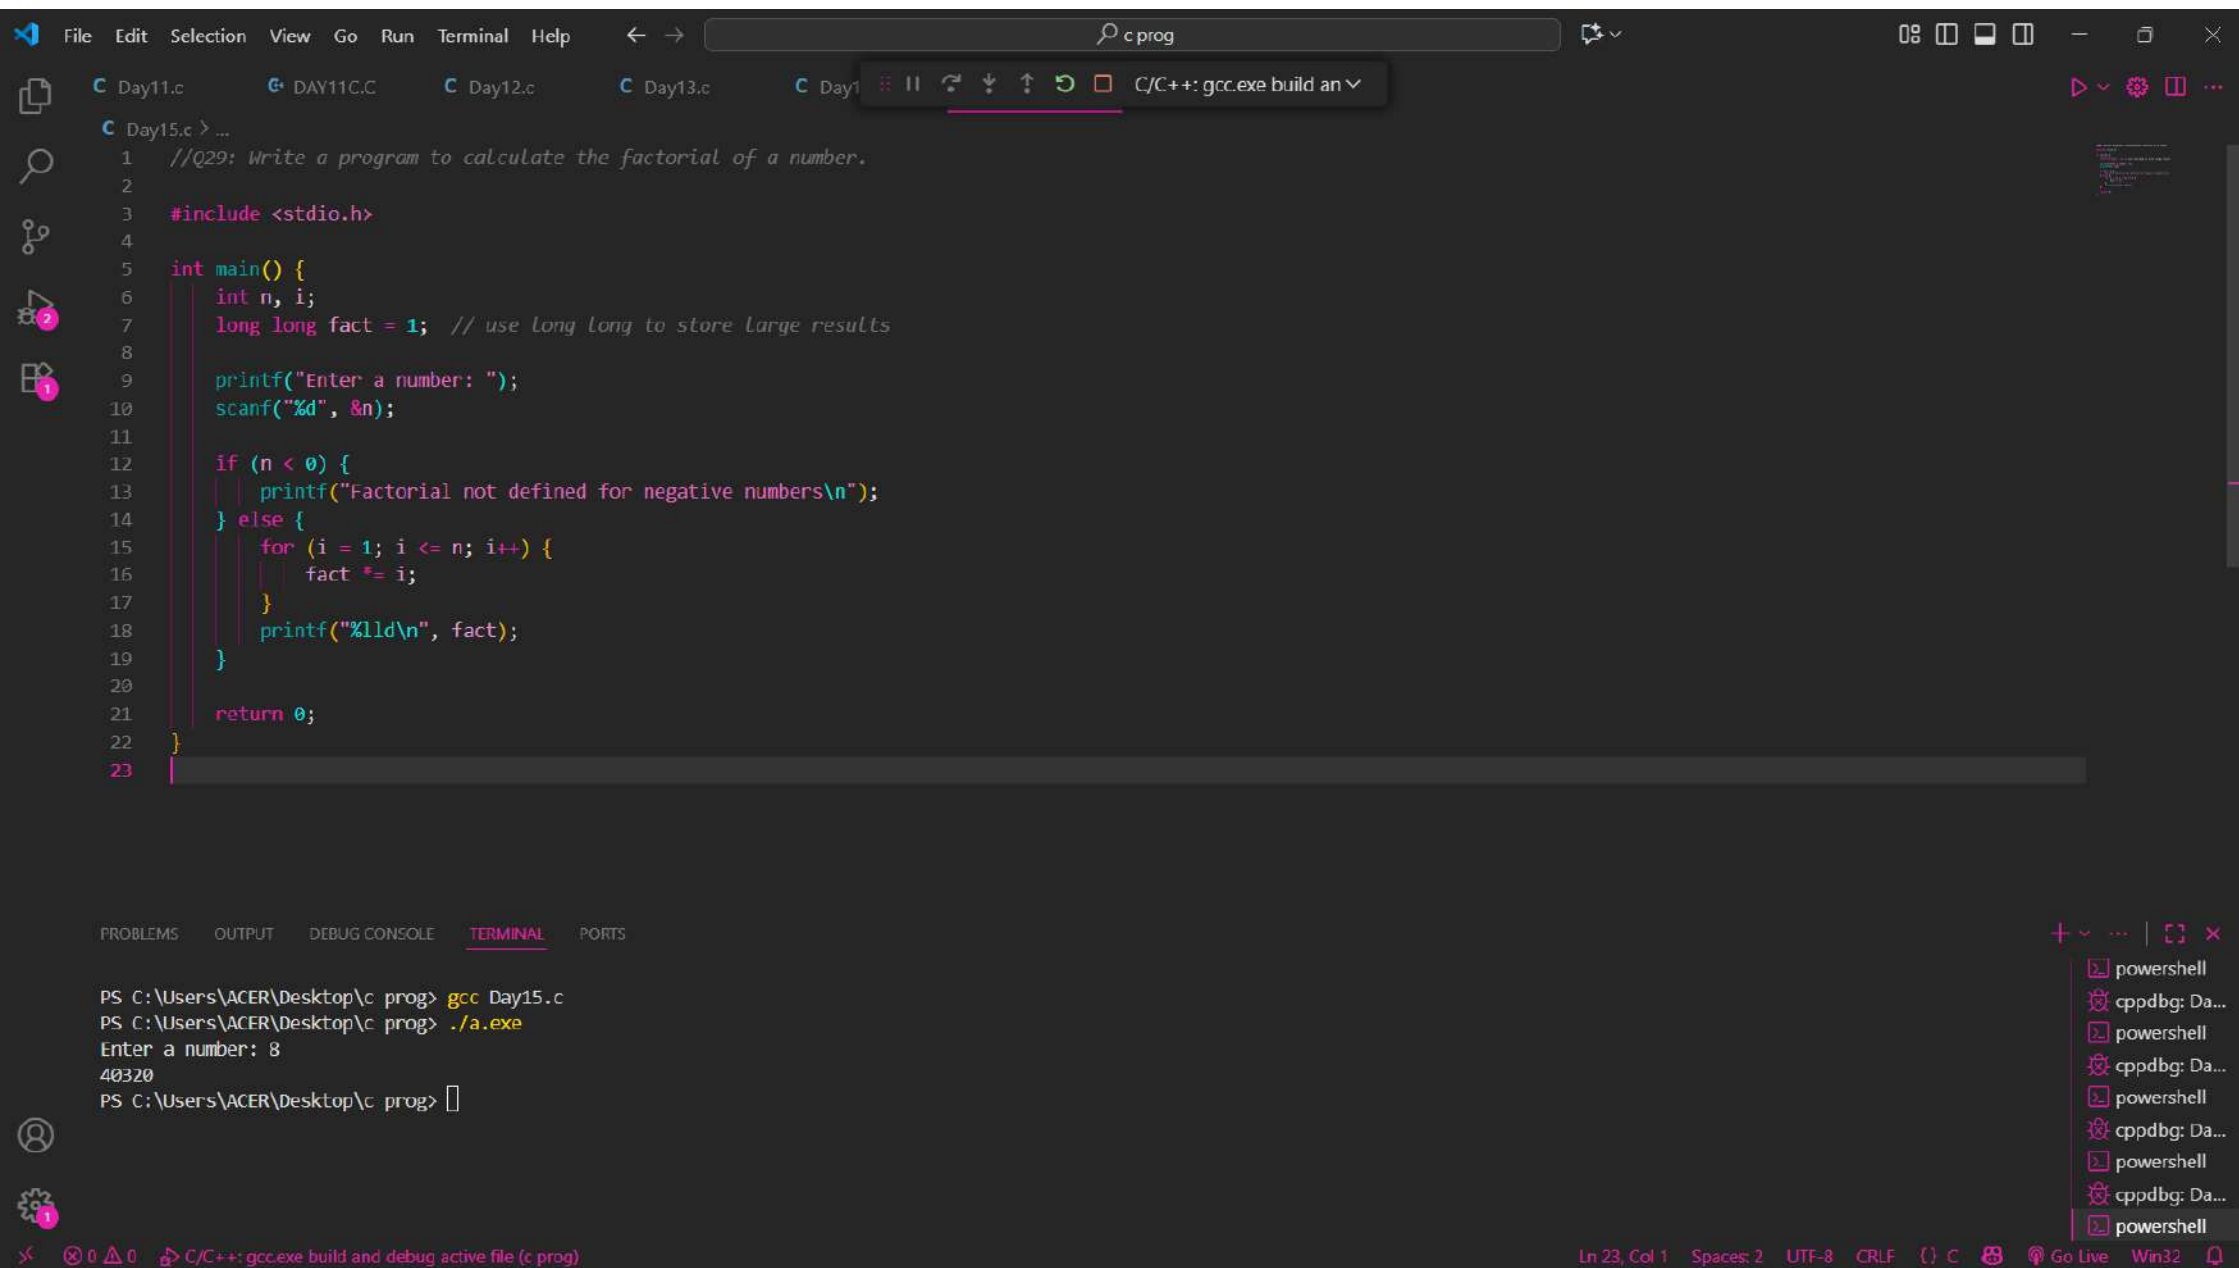 File Edit Selection View Go Run Terminal Help
c prog
Day11.c DAY11C.C Day12.c Day13.c
C/C++: gcc.exe build an
Day15.c > ...
1 //Q29: Write a program to calculate the factorial of a number.
2
3 #include <stdio.h>
4
5 int main() {
6 int n, i;
7 long long fact = 1; // use long long to store large results
8
9 printf("Enter a number: ");
10 scanf("%d", &n);
11
12 if (n < 0) {
13 printf("Factorial not defined for negative numbers\n");
14 } else {
15 for (i = 1; i <= n; i++) {
16 fact *= i;
17 }
18 printf("%lld\n", fact);
19 }
20
21 return 0;
22 }
23
PROBLEMS OUTPUT DEBUG CONSOLE TERMINAL PORTS
PS C:\Users\ACER\Desktop\c prog> gcc Day15.c
PS C:\Users\ACER\Desktop\c prog> ./a.exe
Enter a number: 8
40320
PS C:\Users\ACER\Desktop\c prog>
powershell
cppdbg: Da...
powershell
cppdbg: Da...
powershell
cppdbg: Da...
powershell
cppdbg: Da...
powershell
0 0 C/C++: gcc.exe build and debug active file (c prog)
Ln 23, Col 1 Spaces: 2 UTF-8 CRLF {} C Go Live Win32